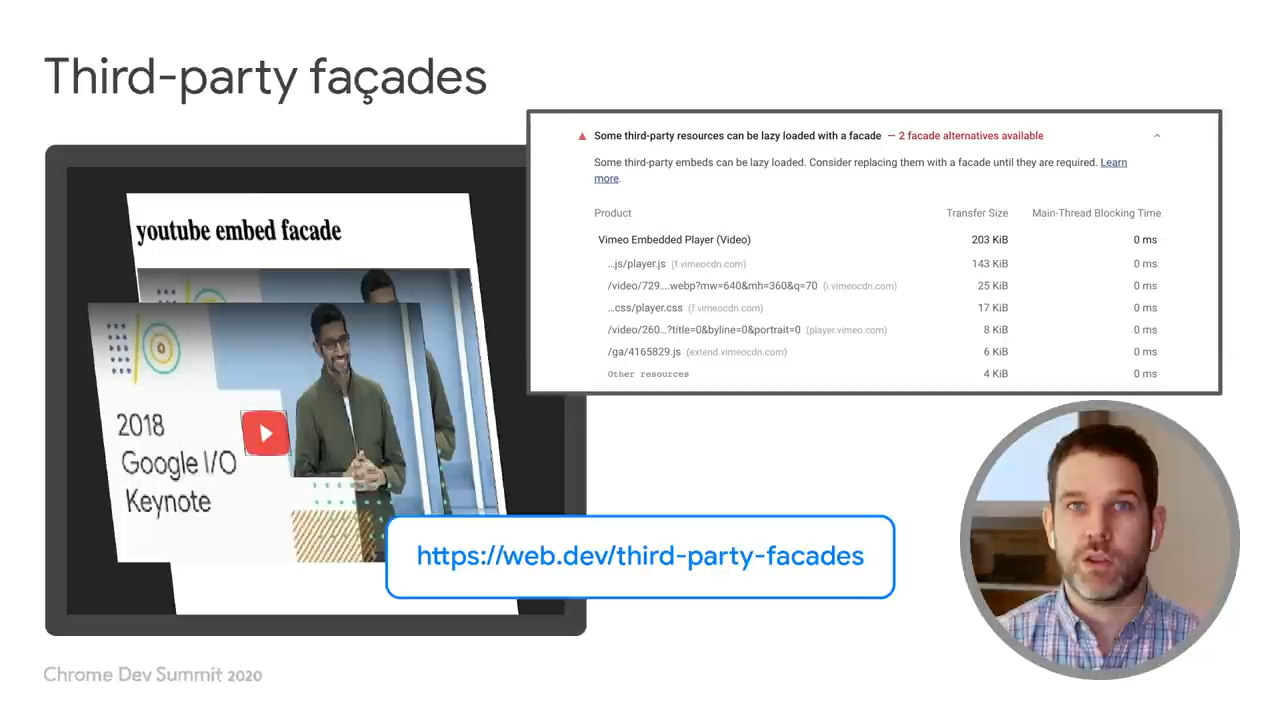 Third-party façades
youtube embed facade
2018
Google I/O
Keynote
Some third-party resources can be lazy loaded with a facade — 2 facade alternatives available
Some third-party embeds can be lazy loaded. Consider replacing them with a facade until they are required. Learn
more.
Product Transfer Size Main-Thread Blocking Time
Vimeo Embedded Player (Video) 203 KiB 0 ms
…js/player.js (f.vimeocdn.com) 143 KiB 0 ms
/video/729….webp?mw=640&mh=360&q=70 (i.vimeocdn.com) 25 KiB 0 ms
…css/player.css (f.vimeocdn.com) 17 KiB 0 ms
/video/260…?title=0&byline=0&portrait=0 (player.vimeo.com) 8 KiB 0 ms
/ga/4165829.js (extend.vimeocdn.com) 6 KiB 0 ms
Other resources 4 KiB 0 ms
https://web.dev/third-party-facades
Chrome Dev Summit 2020